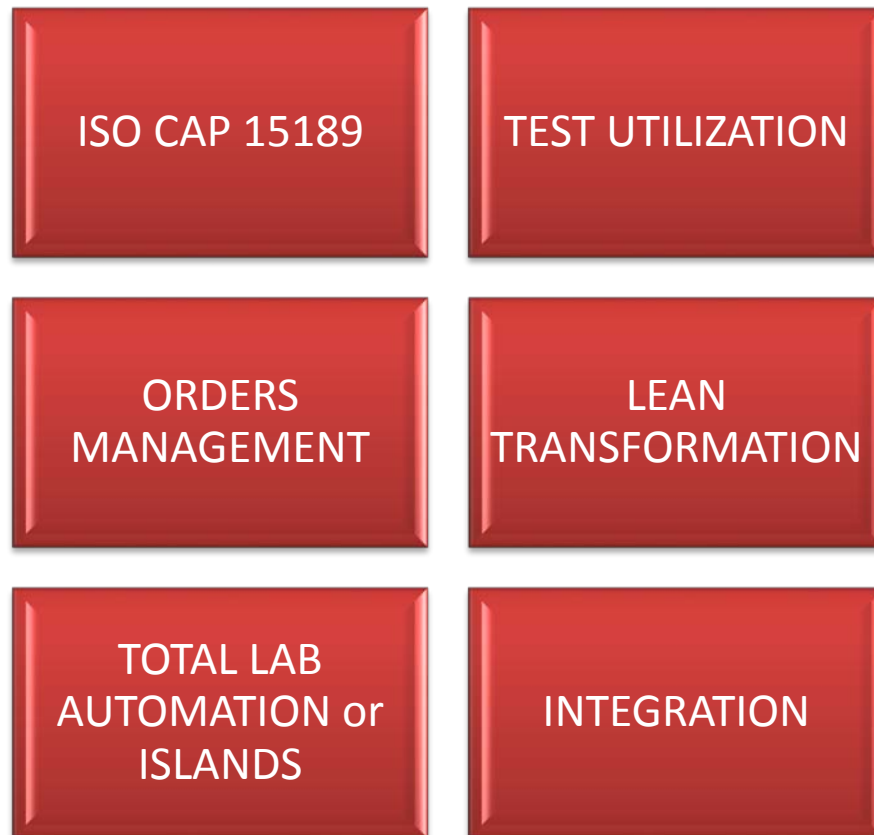 ISO CAP 15189
TEST UTILIZATION
ORDERS
MANAGEMENT
LEAN
TRANSFORMATION
TOTAL LAB
AUTOMATION or
ISLANDS
INTEGRATION